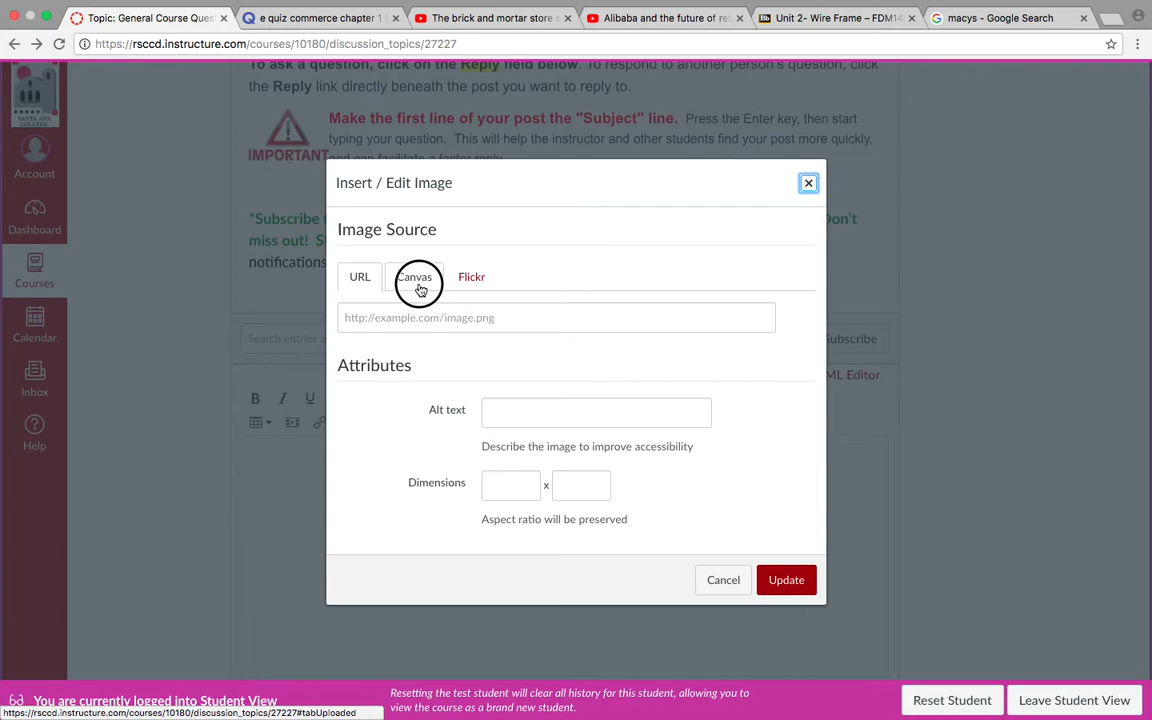 Topic: General Course Ques
e quiz commerce chapter 1
The brick and mortar store
Alibaba and the future of re
Bb Unit 2- Wire Frame – FDM14
macys - Google Search
https://rsccd.instructure.com/courses/10180/discussion_topics/27227
To ask a question, click on the Reply field below. To respond to another person's question, click
the Reply link directly beneath the post you want to reply to.
SANTA ANA
COLLEGE
Make the first line of your post the "Subject" line. Press the Enter key, then start
typing your question. This will help the instructor and other students find your post more quickly,
IMPORTANT
and can facilitate a faster reply.
Account
Dashboard
Courses
Calendar
Inbox
Help
*Subscribe
Don't
miss out!
notifications
Search entries
Subscribe
ML Editor
B I U
Insert / Edit Image
Image Source
URL
Canvas
Flickr
http://example.com/image.png
Attributes
Alt text
Describe the image to improve accessibility
Dimensions
x
Aspect ratio will be preserved
Cancel
Update
You are currently logged into Student View
Resetting the test student will clear all history for this student, allowing you to
view the course as a brand new student.
Reset Student
Leave Student View
https://rsccd.instructure.com/courses/10180/discussion_topics/27227#tabUploaded